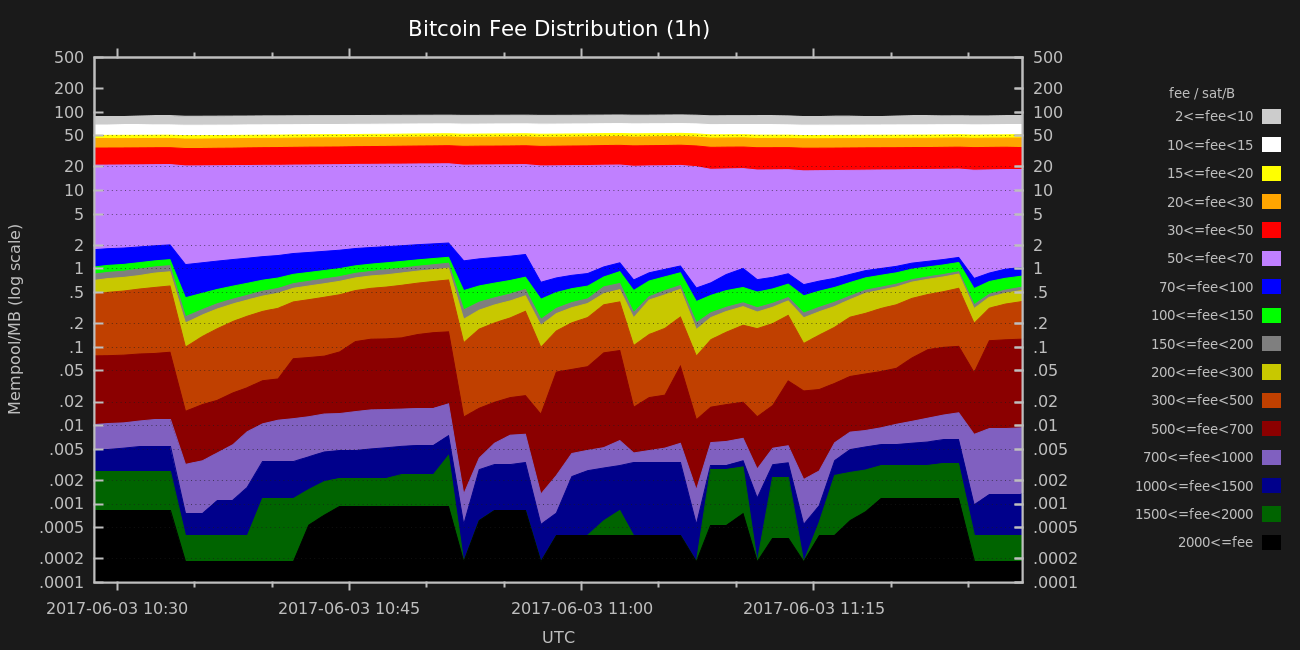 Bitcoin Fee Distribution (1h)
500
200
100
50
20
10
5
2
1
.5
.2
.1
.05
.02
.01
.005
.002
.001
.0005
.0002
.0001
Mempool/MB (log scale)
500
200
100
50
20
10
5
2
1
.5
.2
.1
.05
.02
.01
.005
.002
.001
.0005
.0002
.0001
2017-06-03 10:30
2017-06-03 10:45
2017-06-03 11:00
2017-06-03 11:15
UTC
fee / sat/B
2<=fee<10
10<=fee<15
15<=fee<20
20<=fee<30
30<=fee<50
50<=fee<70
70<=fee<100
100<=fee<150
150<=fee<200
200<=fee<300
300<=fee<500
500<=fee<700
700<=fee<1000
1000<=fee<1500
1500<=fee<2000
2000<=fee